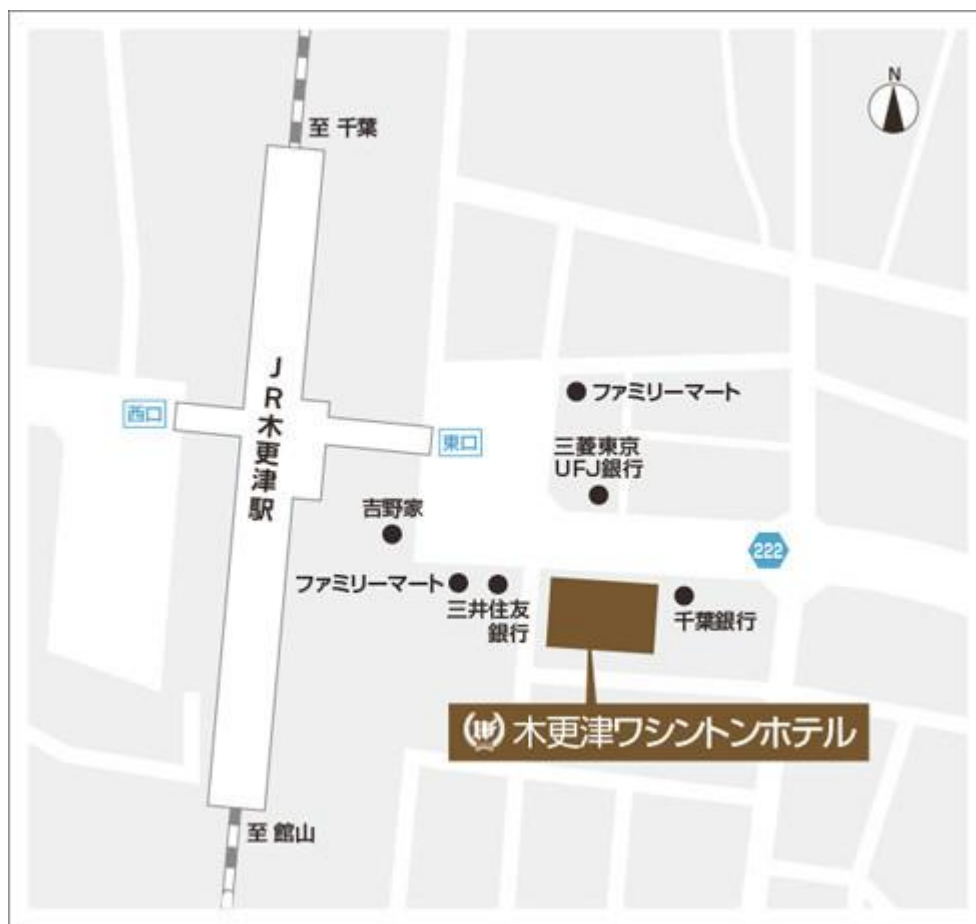 N
至 千葉
JR木更津駅
西口
東口
ファミリーマート
三菱東京
UFJ銀行
吉野家
222
ファミリーマート
三井住友
銀行
千葉銀行
木更津ワシントンホテル
至 館山